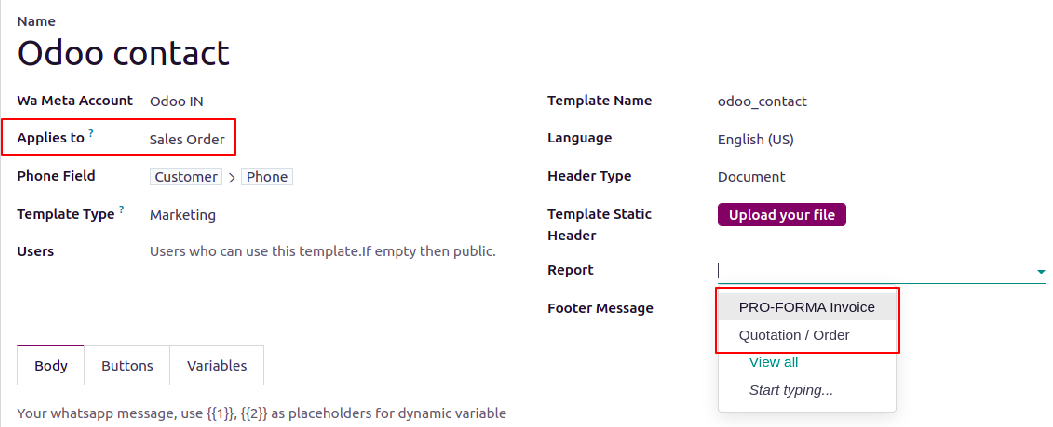 Name
Odoo contact
Wa Meta Account Odoo IN
Applies to ? Sales Order
Phone Field Customer > Phone
Template Type ? Marketing
Users Users who can use this template.If empty then public.
Template Name odoo_contact
Language English (US)
Header Type Document
Template Static Upload your file
Header
Report
PRO-FORMA Invoice
Quotation / Order
View all
Start typing...
Footer Message
Body Buttons Variables
Your whatsapp message, use {{1}}, {{2}} as placeholders for dynamic variable